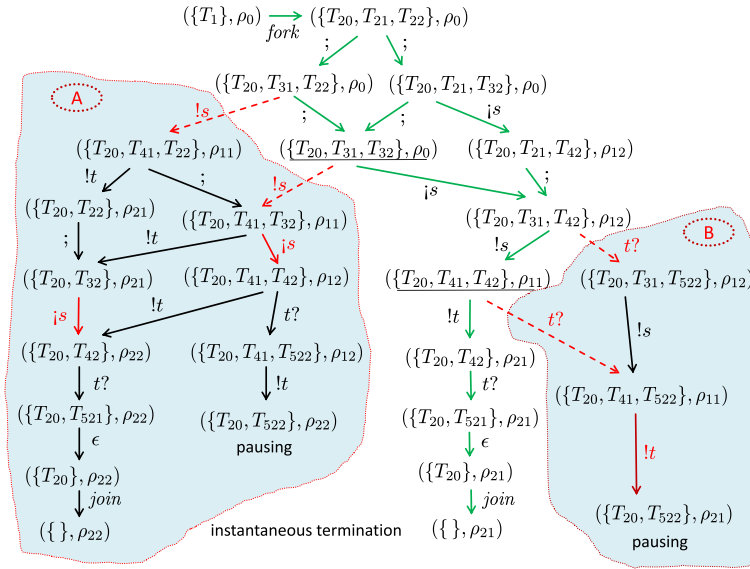 ({T₁}, ρ₀) fork ({T₂₀, T₂₁, T₂₂}, ρ₀)
; ;
({T₂₀, T₃₁, T₂₂}, ρ₀) ({T₂₀, T₂₁, T₃₂}, ρ₀)
A
!s ; ; ¡s
({T₂₀, T₄₁, T₂₂}, ρ₁₁) ({T₂₀, T₃₁, T₃₂}, ρ₀) ({T₂₀, T₂₁, T₄₂}, ρ₁₂)
!t ; !s ¡s ;
({T₂₀, T₂₂}, ρ₂₁) ({T₂₀, T₄₁, T₃₂}, ρ₁₁) ({T₂₀, T₃₁, T₄₂}, ρ₁₂)
B
; !t ¡s !s t?
({T₂₀, T₃₂}, ρ₂₁) ({T₂₀, T₄₁, T₄₂}, ρ₁₂) ({T₂₀, T₄₁, T₄₂}, ρ₁₁) ({T₂₀, T₃₁, T₅₂₂}, ρ₁₂)
¡s !t t? !t t? !s
({T₂₀, T₄₂}, ρ₂₂) ({T₂₀, T₄₁, T₅₂₂}, ρ₁₂) ({T₂₀, T₄₂}, ρ₂₁)
t? !t t?
({T₂₀, T₄₁, T₅₂₂}, ρ₁₁)
({T₂₀, T₅₂₁}, ρ₂₂) ({T₂₀, T₅₂₂}, ρ₂₂) ({T₂₀, T₅₂₁}, ρ₂₁)
ϵ pausing ϵ !t
({T₂₀}, ρ₂₂) ({T₂₀}, ρ₂₁)
join join
({T₂₀, T₅₂₂}, ρ₂₁)
({ }, ρ₂₂) instantaneous termination ({ }, ρ₂₁) pausing